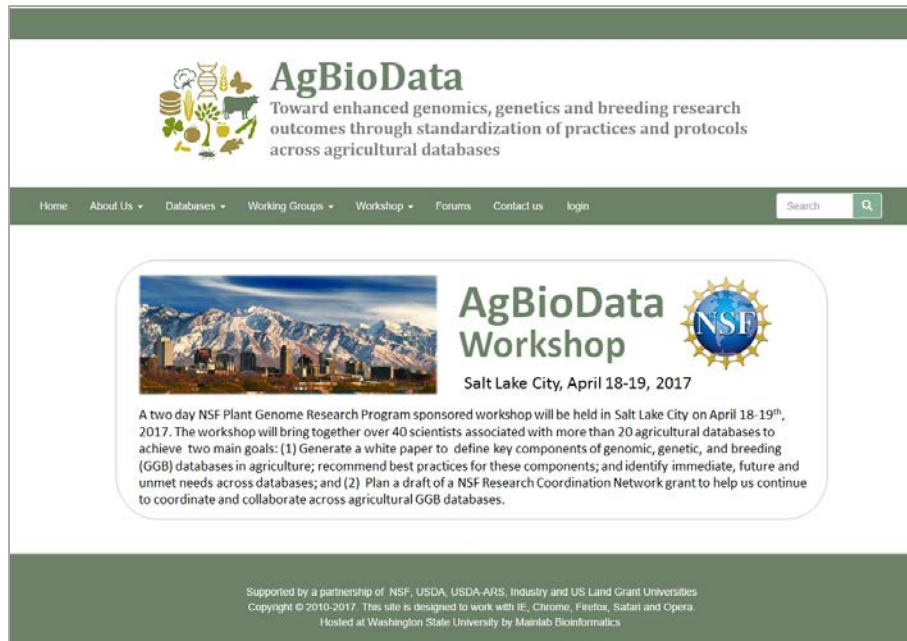 AgBioData
Toward enhanced genomics, genetics and breeding research
outcomes through standardization of practices and protocols
across agricultural databases
Home About Us Databases Working Groups Workshop Forums Contact us login Search
AgBioData
Workshop
NSF
Salt Lake City, April 18-19, 2017
A two day NSF Plant Genome Research Program sponsored workshop will be held in Salt Lake City on April 18-19th,
2017. The workshop will bring together over 40 scientists associated with more than 20 agricultural databases to
achieve two main goals: (1) Generate a white paper to define key components of genomic, genetic, and breeding
(GGB) databases in agriculture; recommend best practices for these components; and identify immediate, future and
unmet needs across databases; and (2) Plan a draft of a NSF Research Coordination Network grant to help us continue
to coordinate and collaborate across agricultural GGB databases.
Supported by a partnership of NSF, USDA, USDA-ARS, Industry and US Land Grant Universities
Copyright © 2010-2017. This site is designed to work with IE, Chrome, Firefox, Safari and Opera.
Hosted at Washington State University by Mainlab Bioinformatics